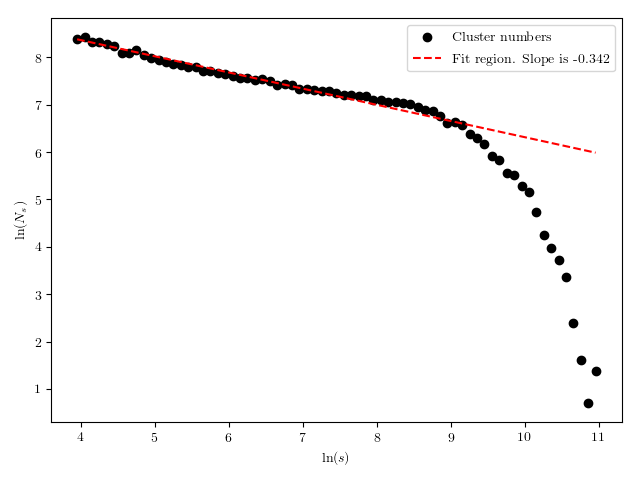 Cluster numbers
Fit region. Slope is -0.342
ln(N_s)
8
7
6
5
4
3
2
1
4 5 6 7 8 9 10 11
ln(s)